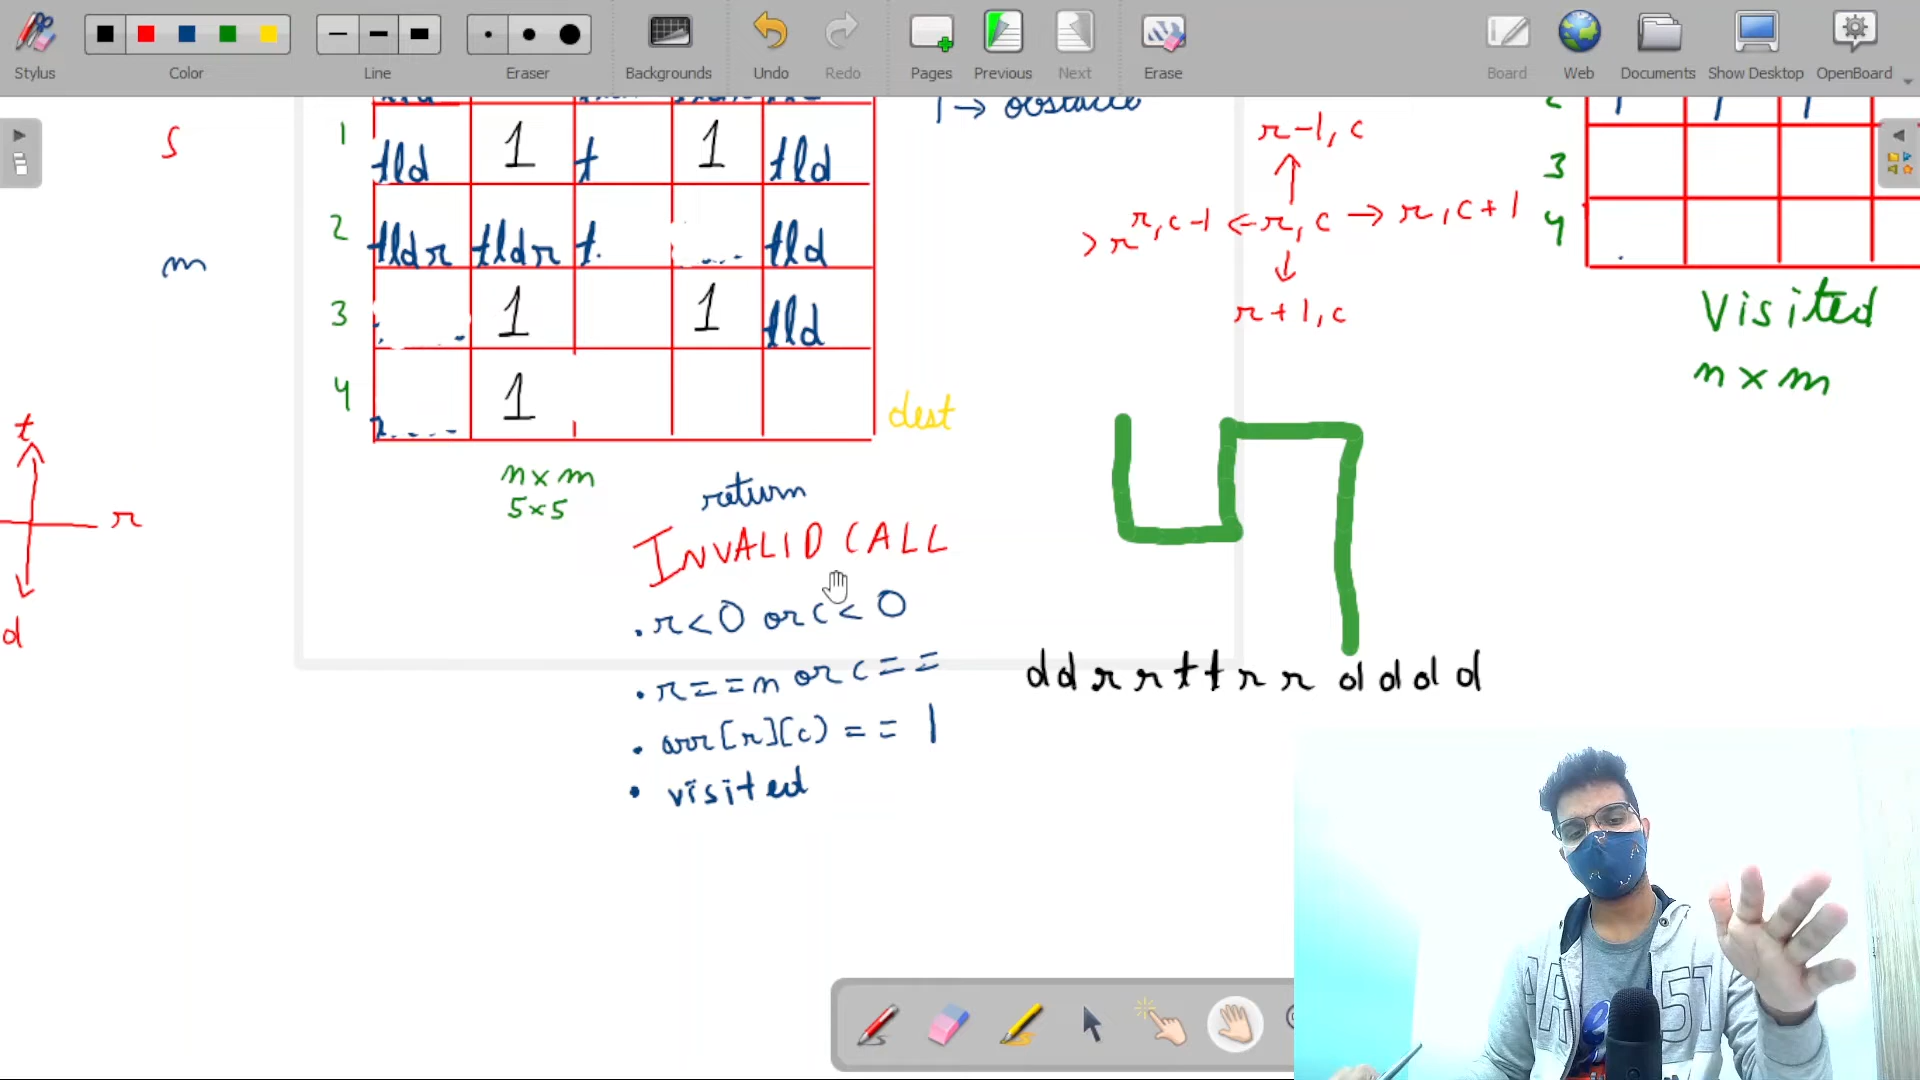 Stylus
Color
Line
Eraser
Backgrounds
Undo
Redo
Pages
Previous
Next
Erase
Board
Web
Documents
Show Desktop
OpenBoard
1 → obstacle
s
m
1 tld 1 t 1 tld
2 tldr tldr t. tld
3 1 1 tld
4 1
dest
n x m
5 x 5
r-1, c
r, c-1 ← r, c → r, c+1
r+1, c
3
4
Visited
n x m
t
r
d
return
INVALID CALL
. r < 0 or c < 0
. r == n or c ==
. arr[r][c] == 1
. visited
d d r r t t r r d d d d